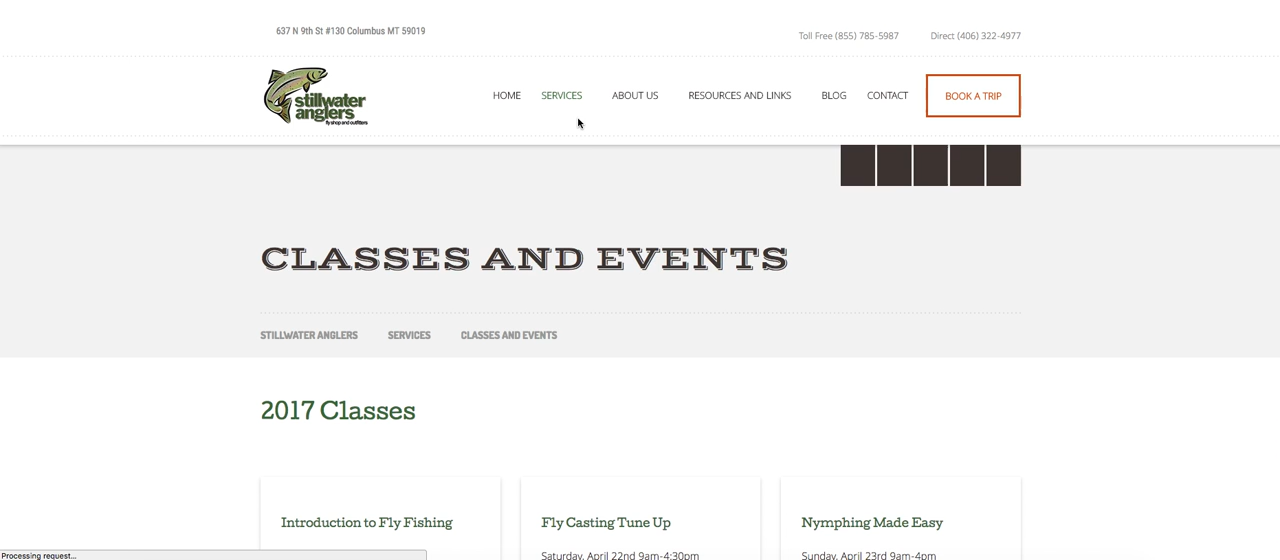 637 N 9th St #130 Columbus MT 59019
Toll Free (855) 785-5987 Direct (406) 322-4977
stillwater
anglers
fly shop and outfitters
HOME SERVICES ABOUT US RESOURCES AND LINKS BLOG CONTACT BOOK A TRIP
CLASSES AND EVENTS
STILLWATER ANGLERS SERVICES CLASSES AND EVENTS
2017 Classes
Introduction to Fly Fishing
Fly Casting Tune Up
Saturday, April 22nd 9am-4:30pm
Nymphing Made Easy
Sunday, April 23rd 9am-4pm
Processing request...